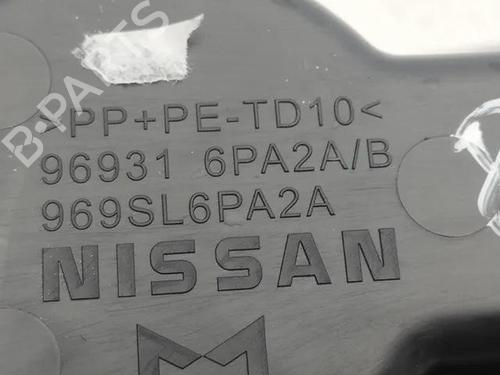 B-PARTS
>PP+PE-TD10<
96931 6PA2A/B
969SL6PA2A
NISSAN